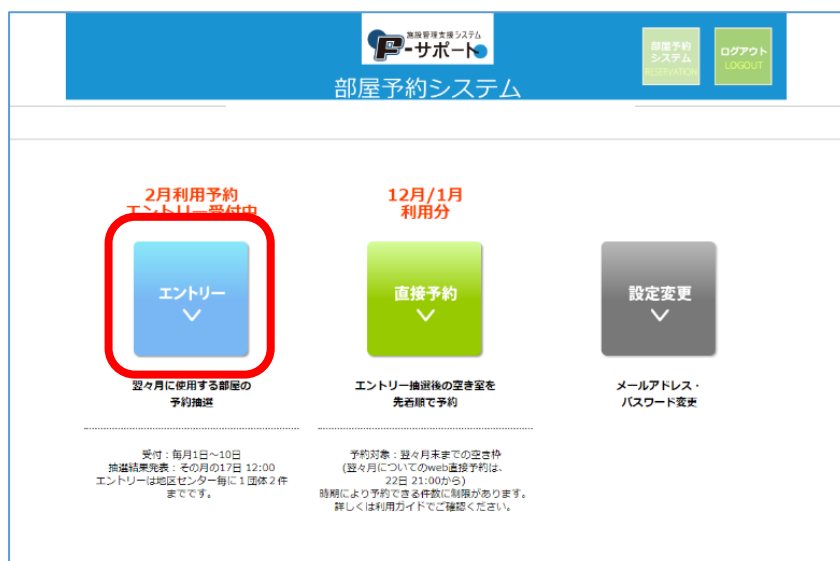 施設管理支援システム
P-サポート
部屋予約システム
部屋予約
システム
RESERVATION
ログアウト
LOGOUT
2月利用予約
エントリー受付中
12月/1月
利用分
エントリー
直接予約
設定変更
翌々月に使用する部屋の
予約抽選
エントリー抽選後の空き室を
先着順で予約
メールアドレス・
パスワード変更
受付：毎月1日～10日
抽選結果発表：その月の17日 12:00
エントリーは地区センター毎に１団体２件
までです。
予約対象：翌々月末までの空き枠
(翌々月についてのweb直接予約は、
22日 21:00から)
時期により予約できる件数に制限があります。
詳しくは利用ガイドでご確認ください。